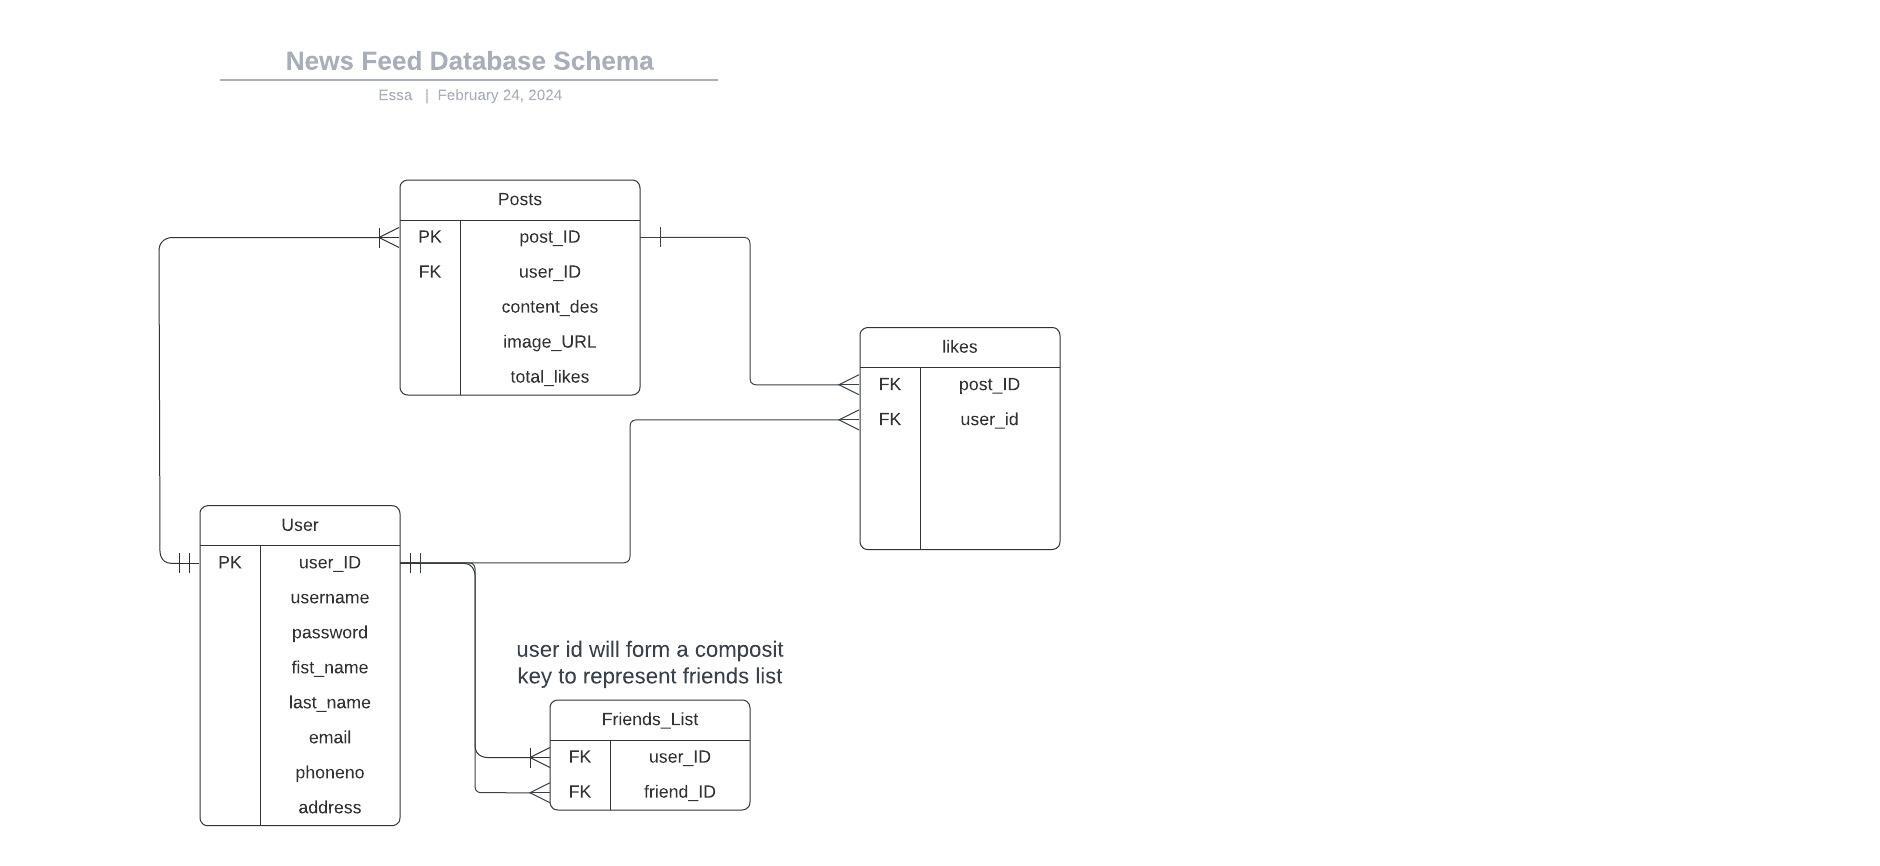 News Feed Database Schema
Essa | February 24, 2024
Posts
PK post_ID
FK user_ID
content_des
image_URL
total_likes
likes
FK post_ID
FK user_id
User
PK user_ID
username
password
fist_name
last_name
email
phoneno
address
user id will form a composit
key to represent friends list
Friends_List
FK user_ID
FK friend_ID